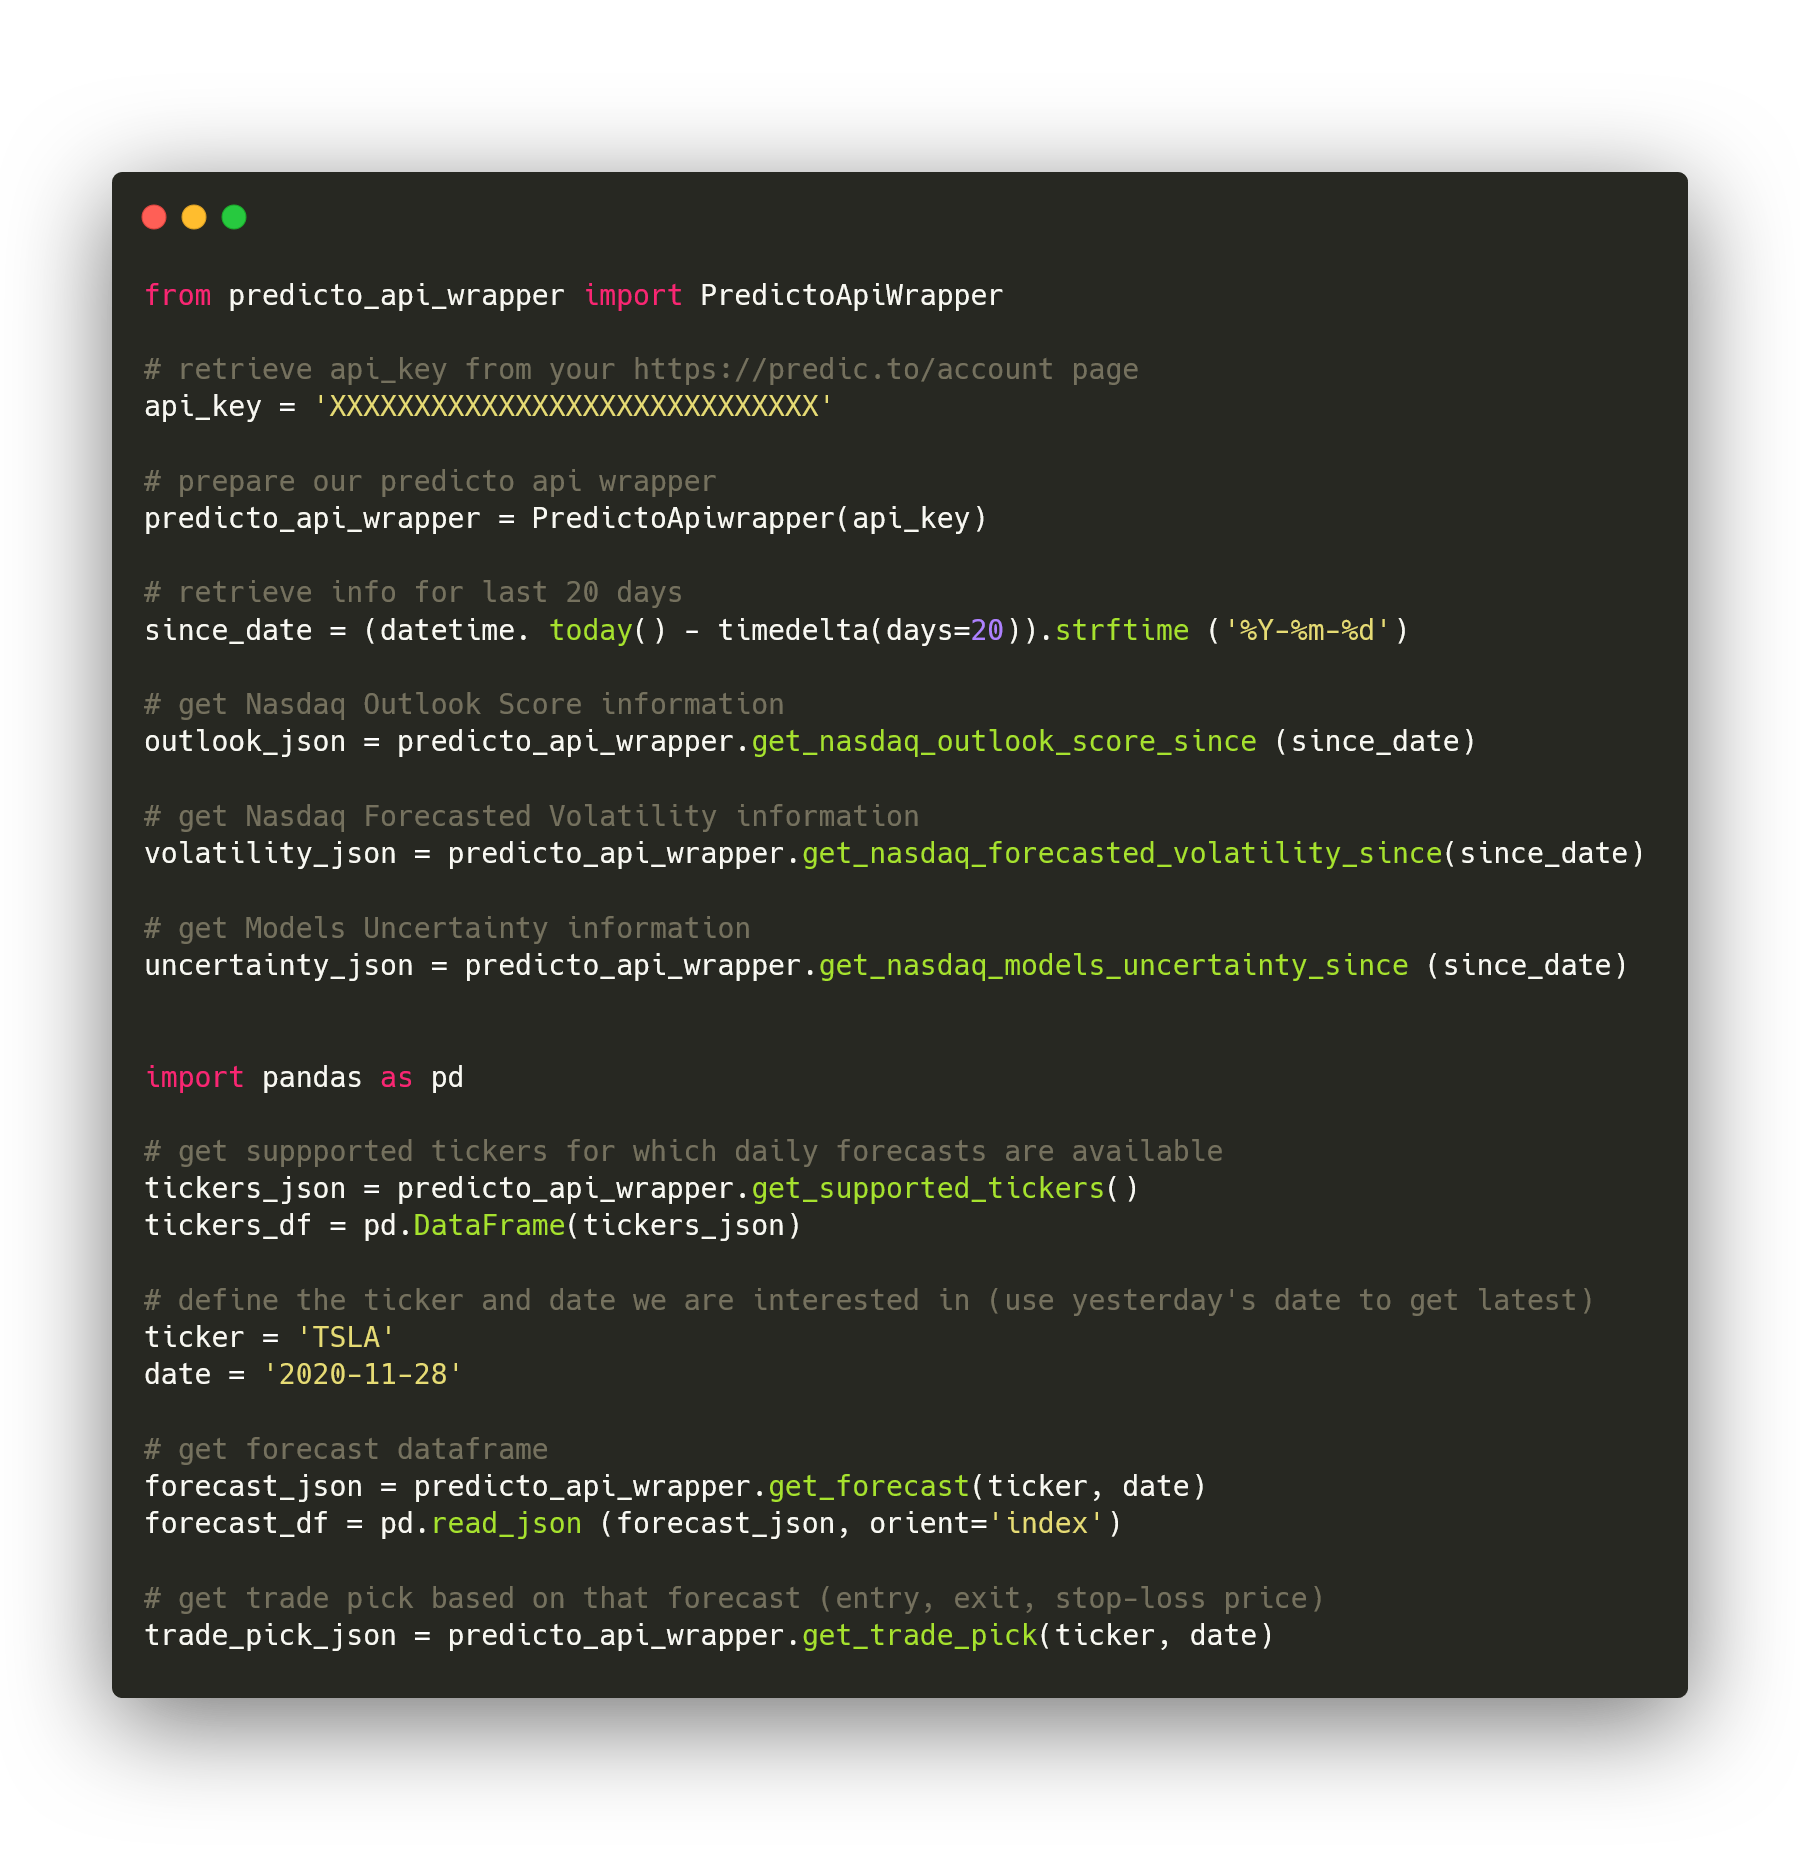 from predicto_api_wrapper import PredictoApiWrapper
# retrieve api_key from your https://predic.to/account page
api_key = 'XXXXXXXXXXXXXXXXXXXXXXXXXXXXX'
# prepare our predicto api wrapper
predicto_api_wrapper = PredictoApiwrapper(api_key)
# retrieve info for last 20 days
since_date = (datetime. today() - timedelta(days=20)).strftime ('%Y-%m-%d')
# get Nasdaq Outlook Score information
outlook_json = predicto_api_wrapper.get_nasdaq_outlook_score_since (since_date)
# get Nasdaq Forecasted Volatility information
volatility_json = predicto_api_wrapper.get_nasdaq_forecasted_volatility_since(since_date)
# get Models Uncertainty information
uncertainty_json = predicto_api_wrapper.get_nasdaq_models_uncertainty_since (since_date)
import pandas as pd
# get suppported tickers for which daily forecasts are available
tickers_json = predicto_api_wrapper.get_supported_tickers()
tickers_df = pd.DataFrame(tickers_json)
# define the ticker and date we are interested in (use yesterday's date to get latest)
ticker = 'TSLA'
date = '2020-11-28'
# get forecast dataframe
forecast_json = predicto_api_wrapper.get_forecast(ticker, date)
forecast_df = pd.read_json (forecast_json, orient='index')
# get trade pick based on that forecast (entry, exit, stop-loss price)
trade_pick_json = predicto_api_wrapper.get_trade_pick(ticker, date)